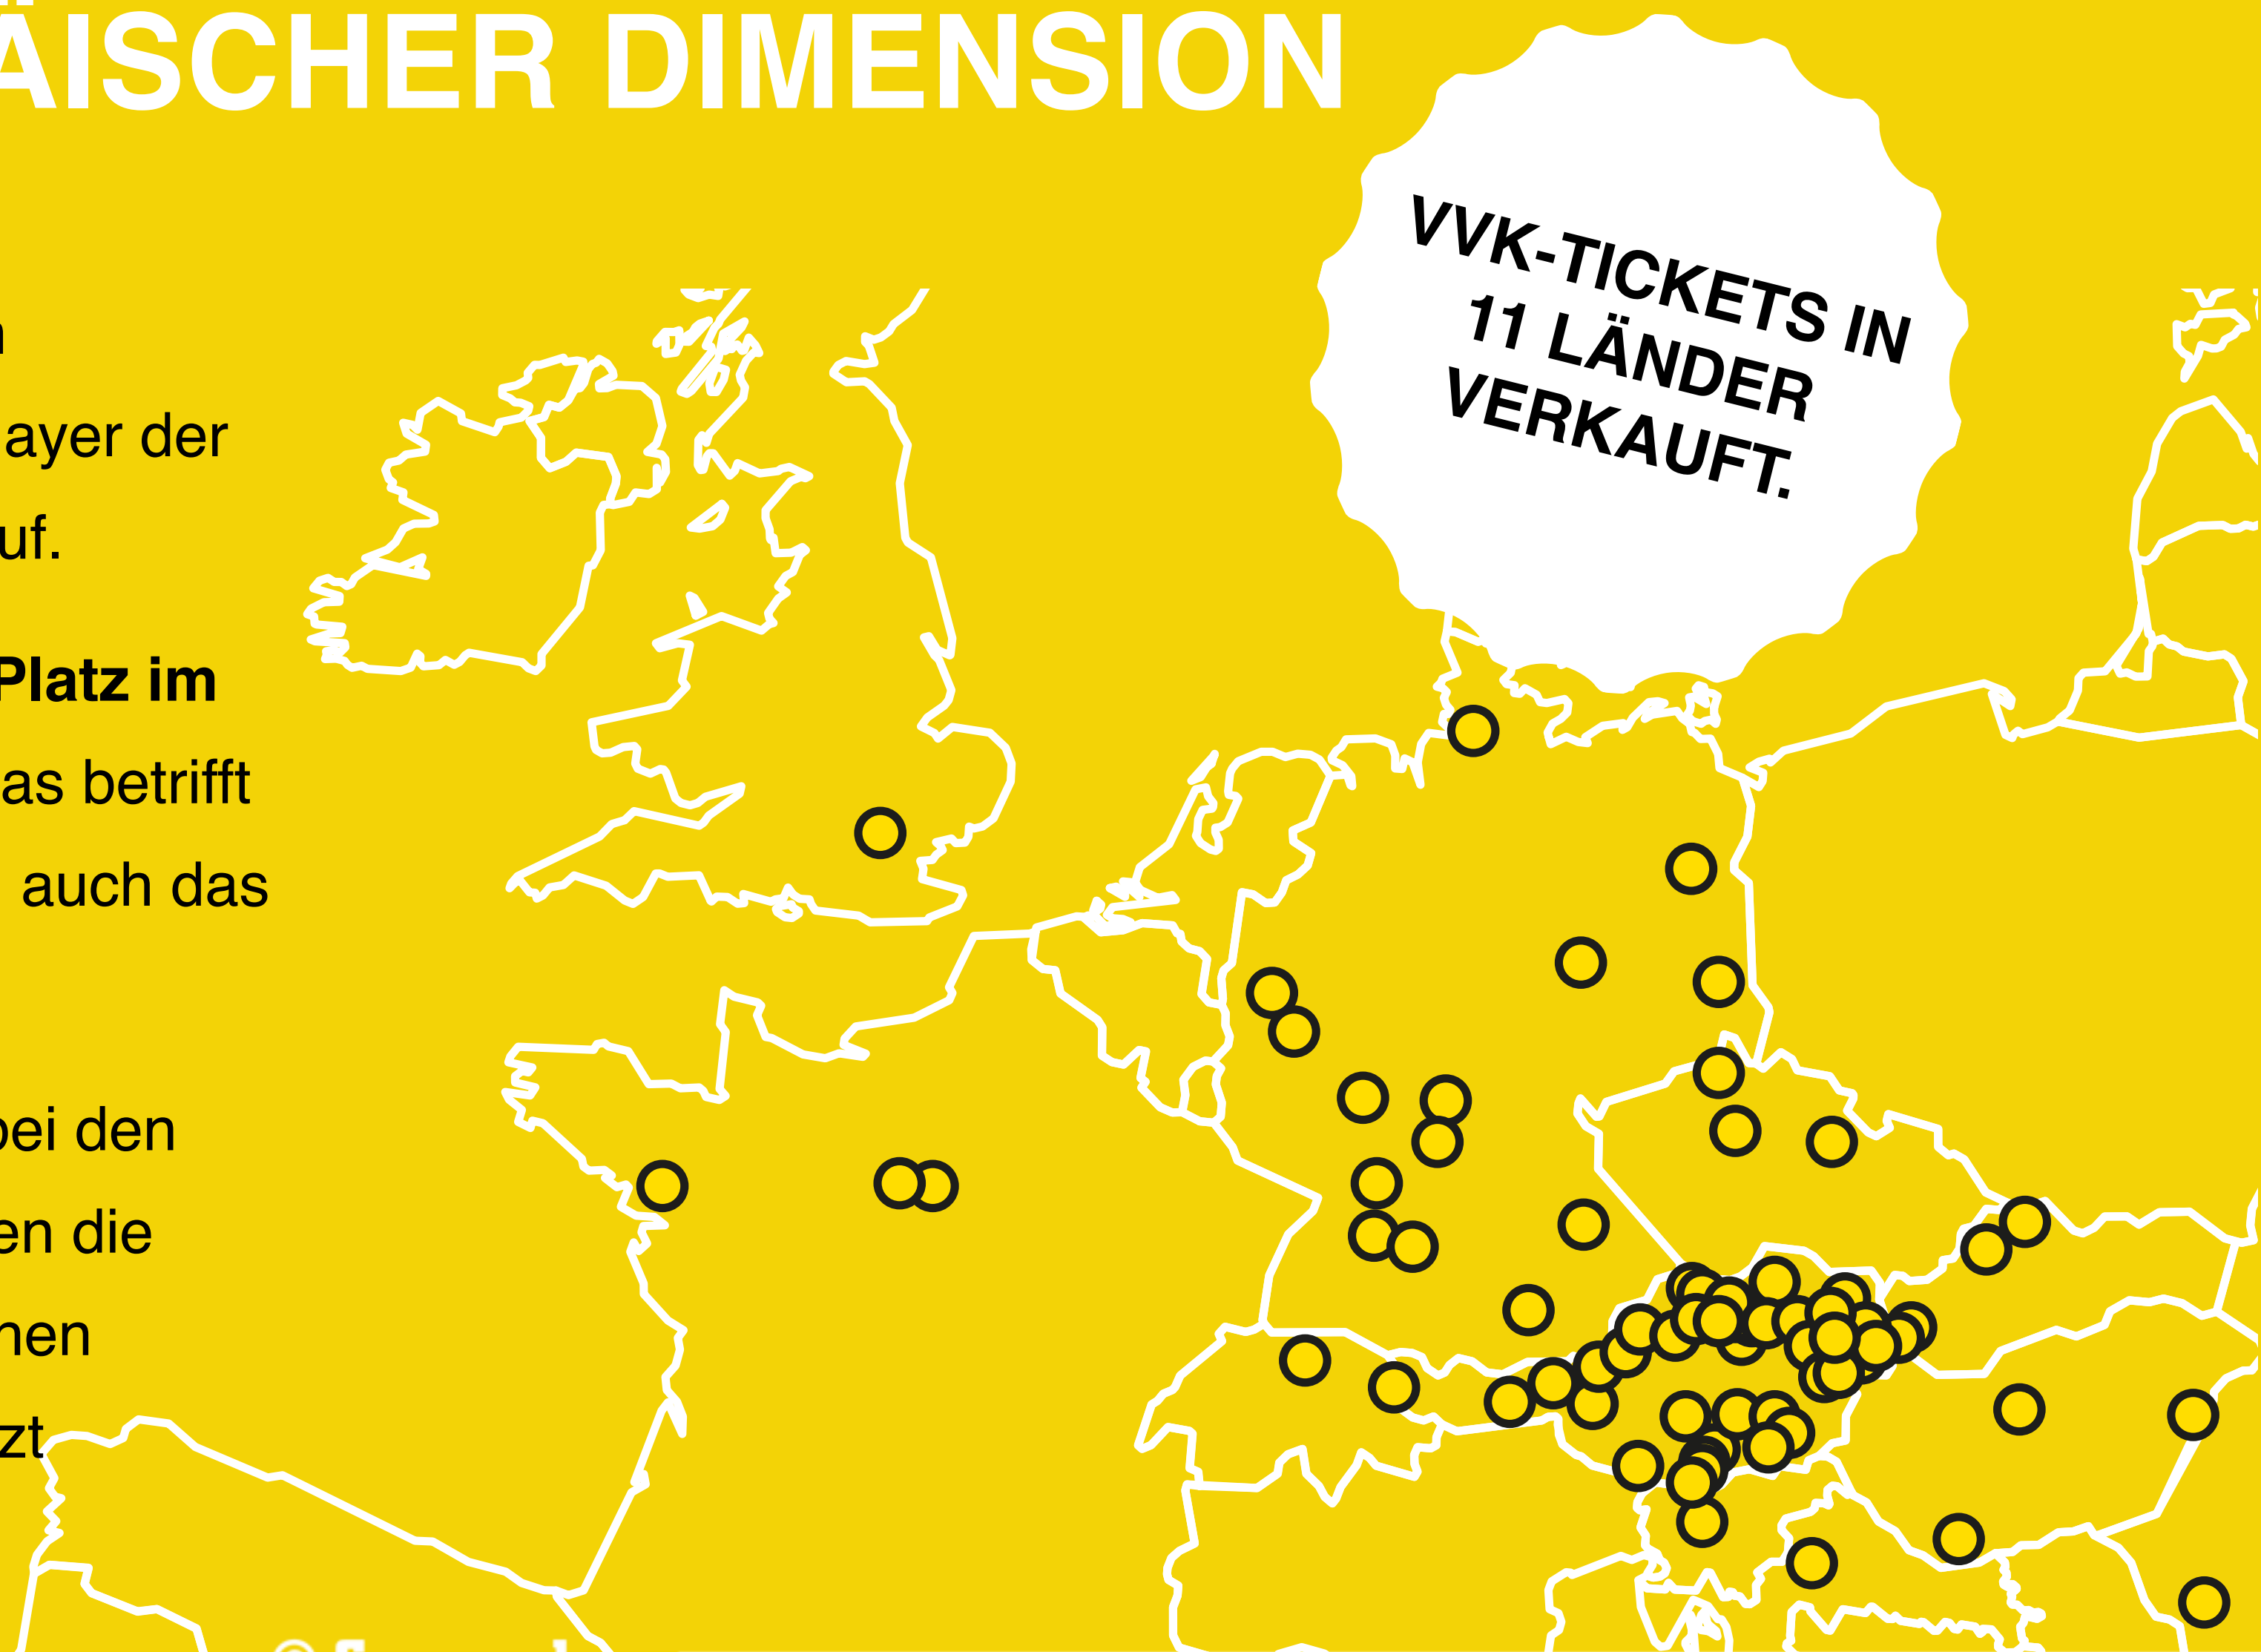 ÄISCHER DIMENSION
VVK-TICKETS IN
11 LÄNDER
VERKAUFT.
n
ayer der
uf.
Platz im
as betrifft
auch das
bei den
en die
nen
zt